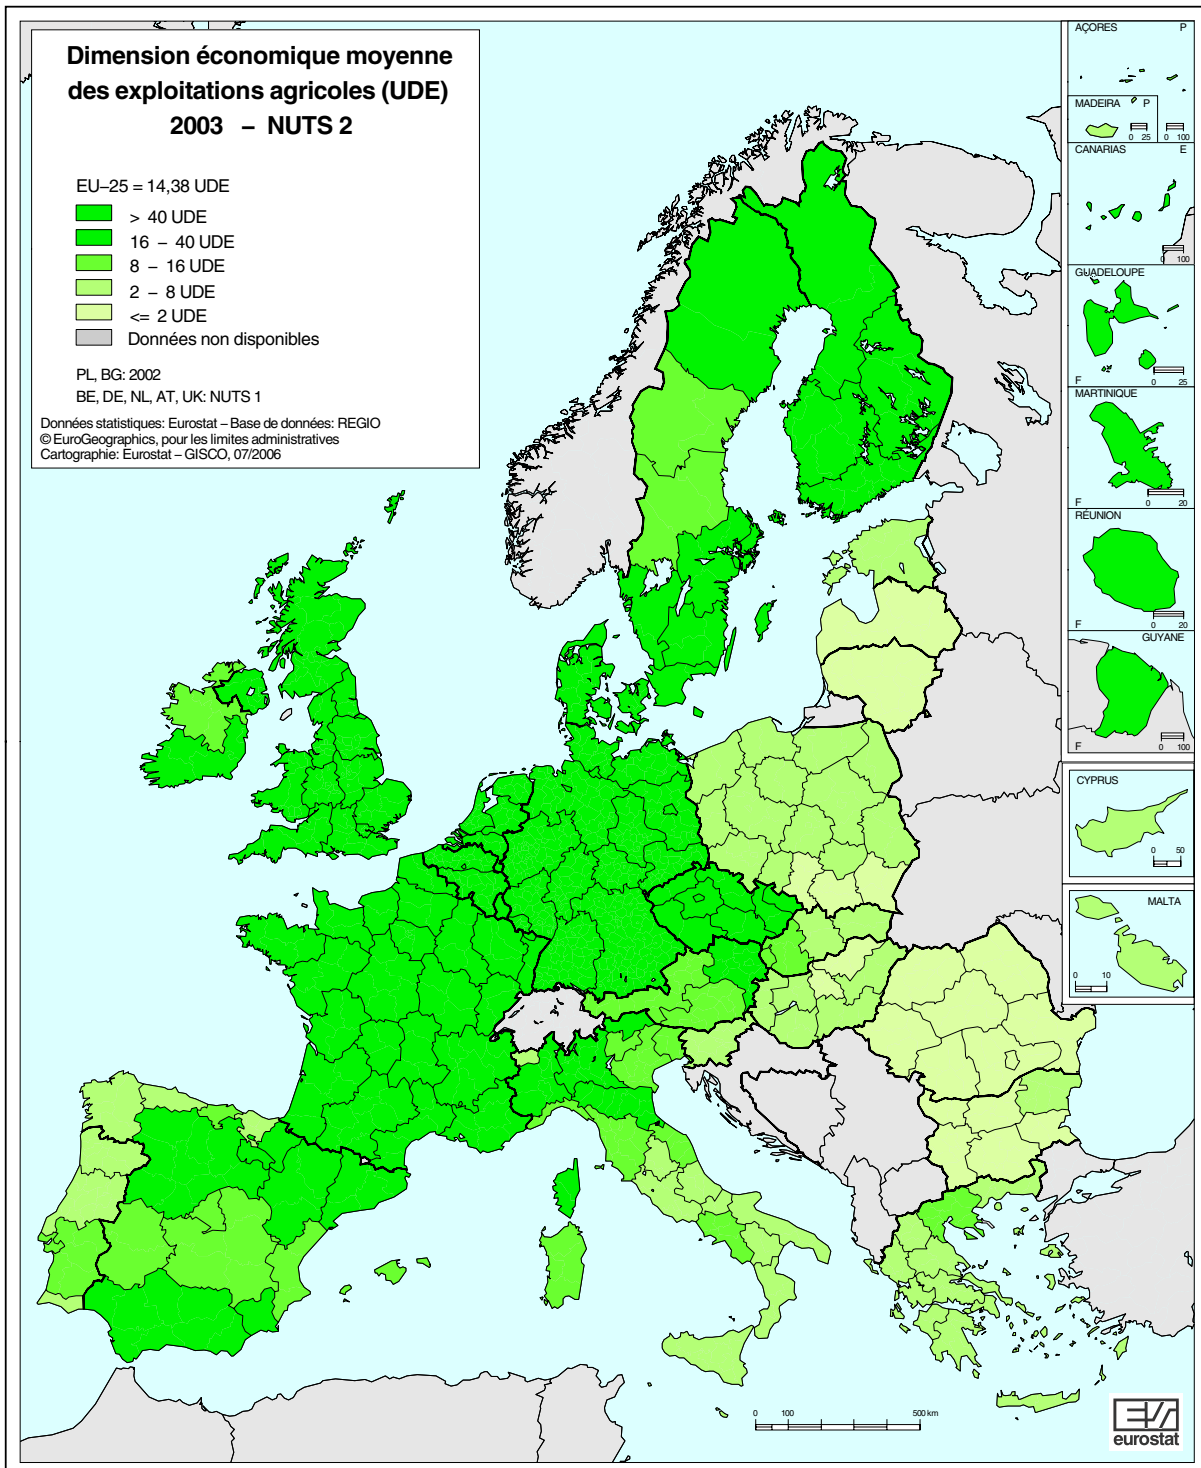 Dimension économique moyenne
des exploitations agricoles (UDE)
2003 – NUTS 2
EU–25 = 14,38 UDE
> 40 UDE
16 – 40 UDE
8 – 16 UDE
2 – 8 UDE
<= 2 UDE
Données non disponibles
PL, BG: 2002
BE, DE, NL, AT, UK: NUTS 1
Données statistiques: Eurostat – Base de données: REGIO
© EuroGeographics, pour les limites administratives
Cartographie: Eurostat – GISCO, 07/2006
AÇORES P
MADEIRA P
0 25
0 100
CANARIAS E
0 100
GUADELOUPE
F 0 25
MARTINIQUE
F 0 20
RÉUNION
F 0 20
GUYANE
F 0 100
CYPRUS
0 50
MALTA
0 10
0 100 500 km
eurostat